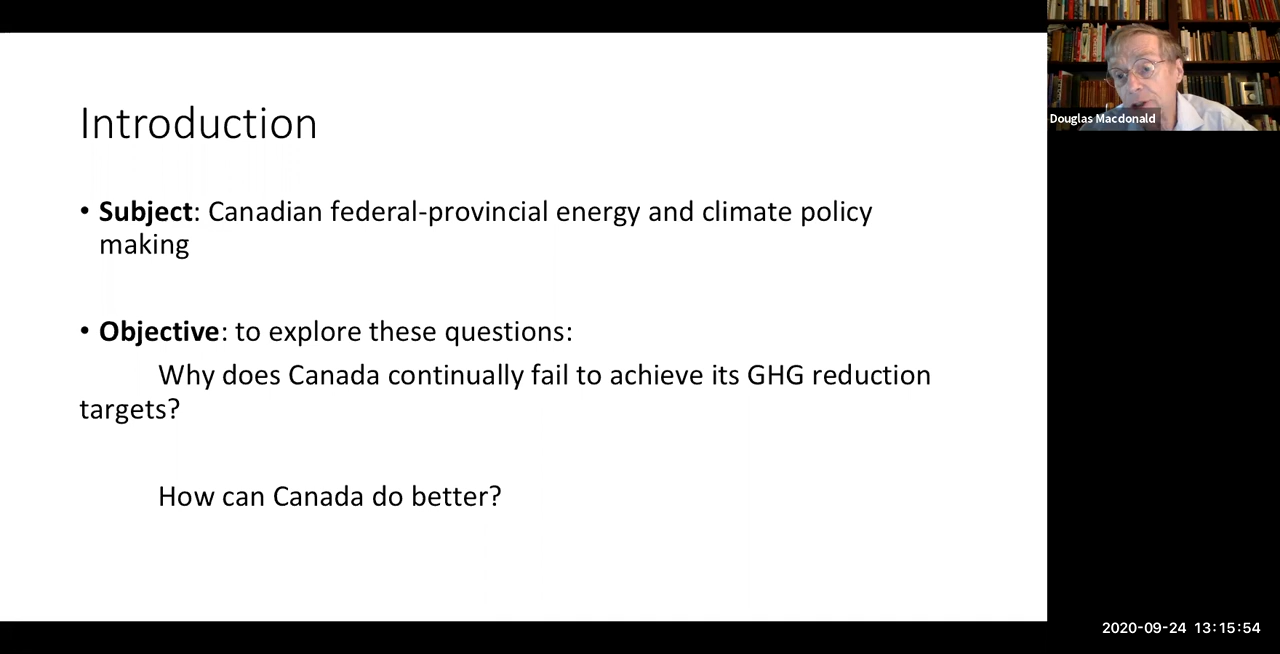 Introduction
• Subject: Canadian federal-provincial energy and climate policy
making
• Objective: to explore these questions:
Why does Canada continually fail to achieve its GHG reduction
targets?
How can Canada do better?
Douglas Macdonald
2020-09-24 13:15:54